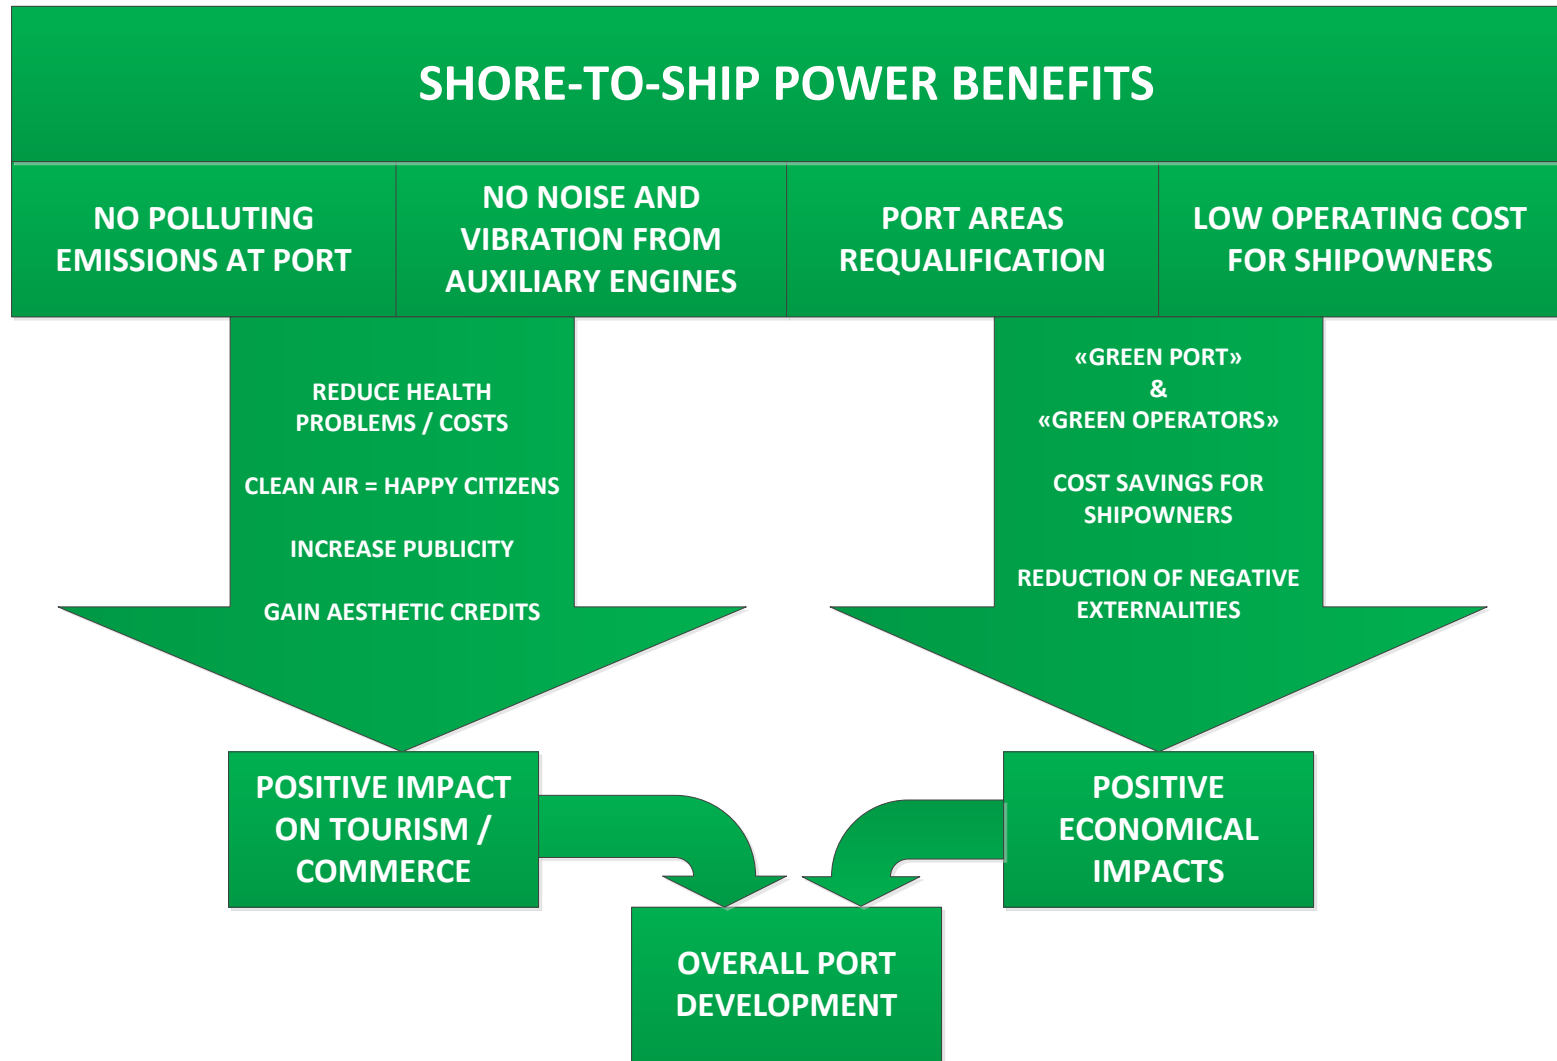 SHORE-TO-SHIP POWER BENEFITS
NO POLLUTING
EMISSIONS AT PORT
NO NOISE AND
VIBRATION FROM
AUXILIARY ENGINES
PORT AREAS
REQUALIFICATION
LOW OPERATING COST
FOR SHIPOWNERS
REDUCE HEALTH
PROBLEMS / COSTS
CLEAN AIR = HAPPY CITIZENS
INCREASE PUBLICITY
GAIN AESTHETIC CREDITS
«GREEN PORT»
&
«GREEN OPERATORS»
COST SAVINGS FOR
SHIPOWNERS
REDUCTION OF NEGATIVE
EXTERNALITIES
POSITIVE IMPACT
ON TOURISM /
COMMERCE
POSITIVE
ECONOMICAL
IMPACTS
OVERALL PORT
DEVELOPMENT